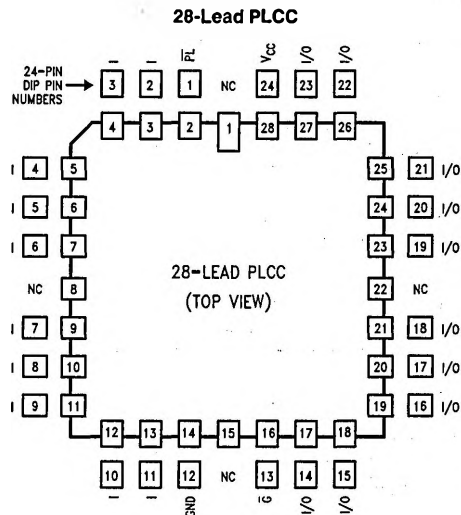 28-Lead PLCC
I I PL NC VCC I/O I/O
24-PIN
DIP PIN
NUMBERS
3 2 1 24 23 22
4 3 2 1 28 27 26
I 4 5 25 21 I/O
I 5 6 24 20 I/O
I 6 7 23 19 I/O
NC 8 22 NC
28-LEAD PLCC
(TOP VIEW)
I 7 9 21 18 I/O
I 8 10 20 17 I/O
I 9 11 19 16 I/O
12 13 14 15 16 17 18
10 11 12 NC 13 14 15
I I GND G I/O I/O